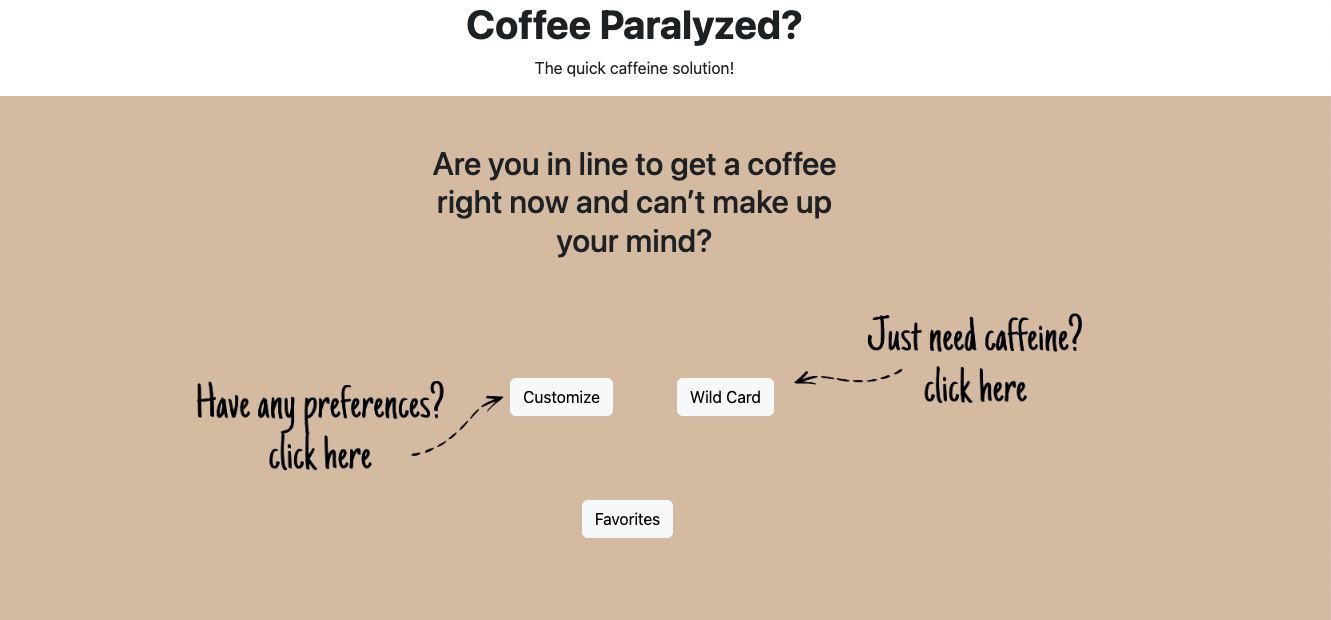 Coffee Paralyzed?
The quick caffeine solution!
Are you in line to get a coffee
right now and can’t make up
your mind?
Just need caffeine?
click here
Have any preferences?
click here
Customize
Wild Card
Favorites